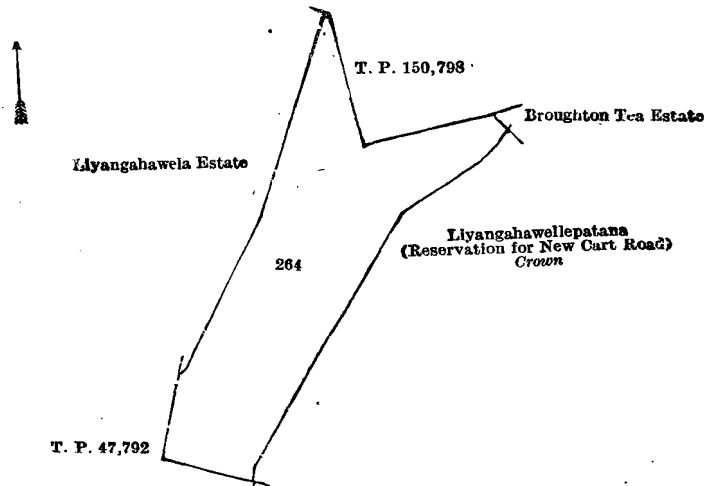 T. P. 150,798
Broughton Tea Estate
Liyangahawela Estate
Liyangahawellepatana
(Reservation for New Cart Road)
Crown
264
T. P. 47,792